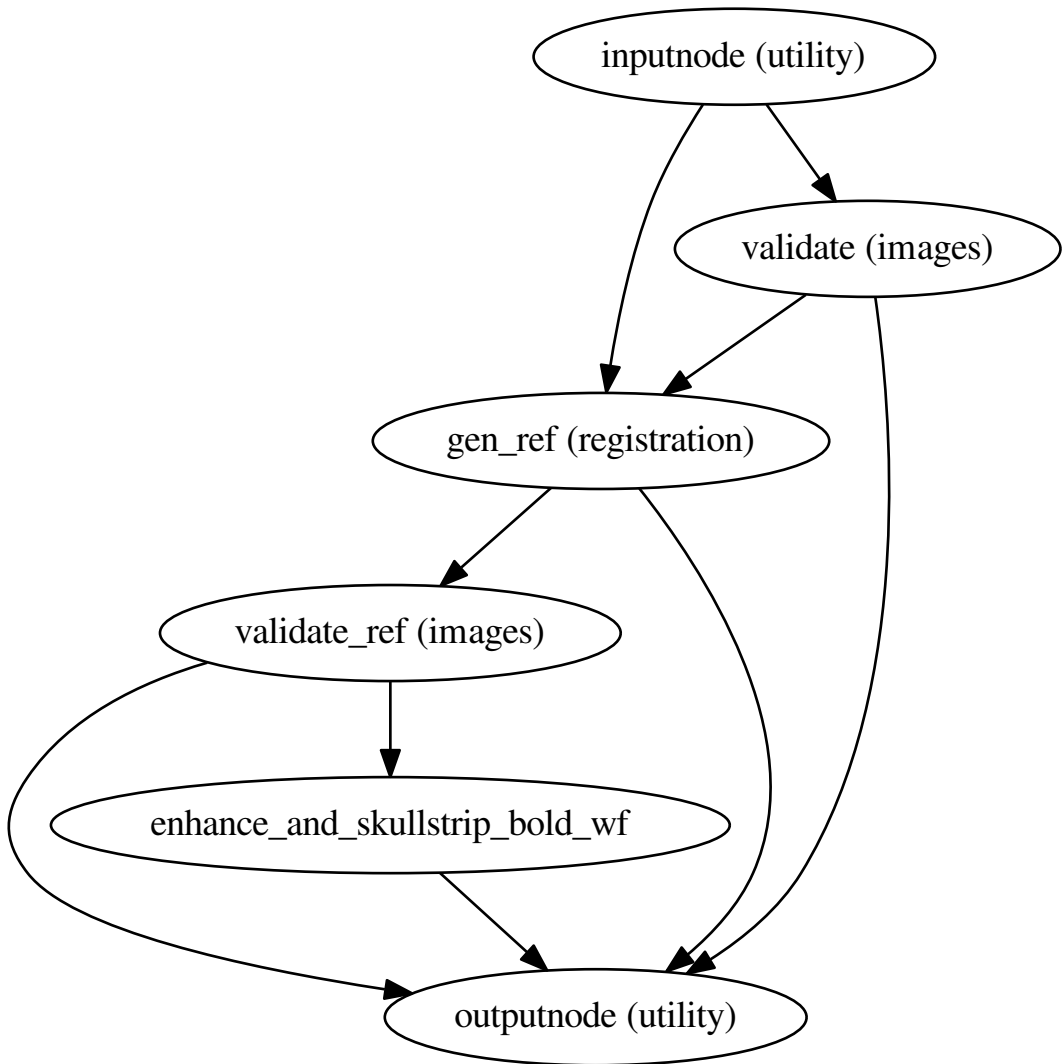 inputnode (utility)
validate (images)
gen_ref (registration)
validate_ref (images)
enhance_and_skullstrip_bold_wf
outputnode (utility)